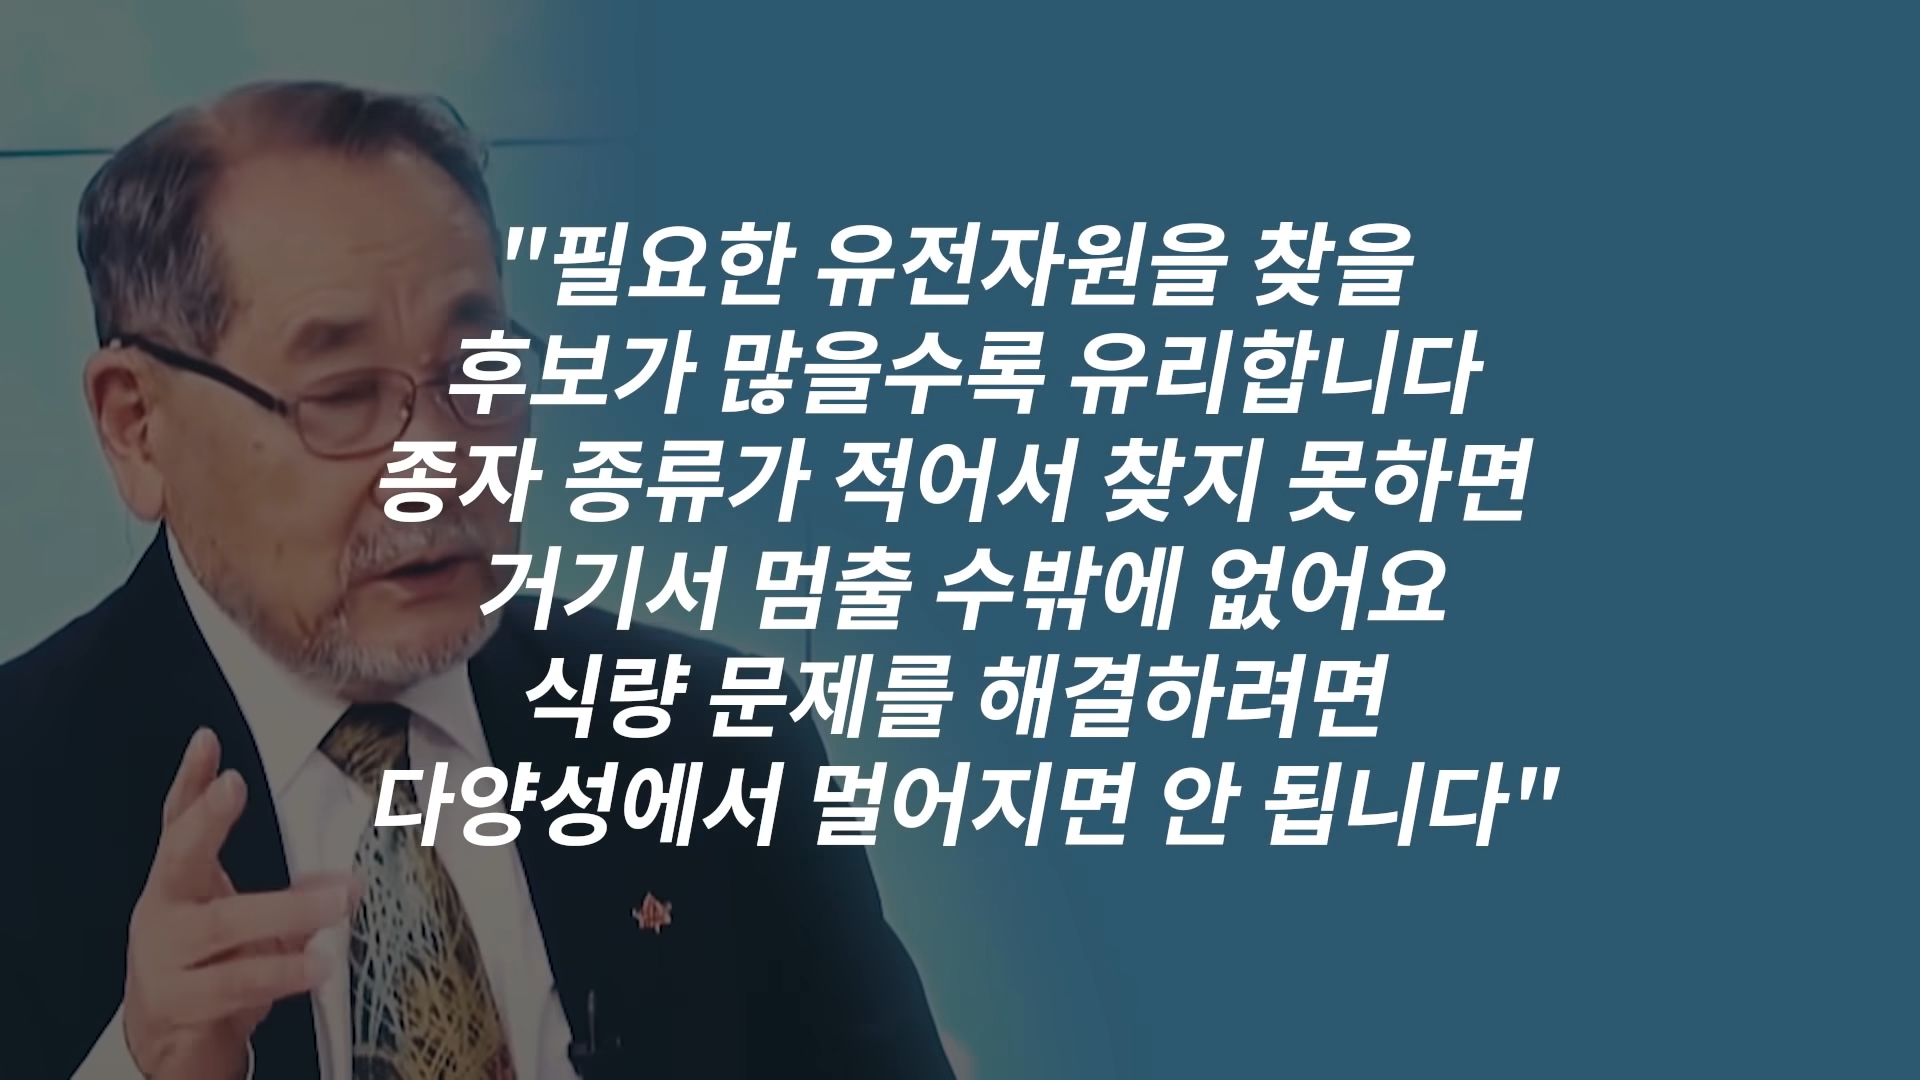 "필요한 유전자원을 찾을
후보가 많을수록 유리합니다
종자 종류가 적어서 찾지 못하면
거기서 멈출 수밖에 없어요
식량 문제를 해결하려면
다양성에서 멀어지면 안 됩니다"